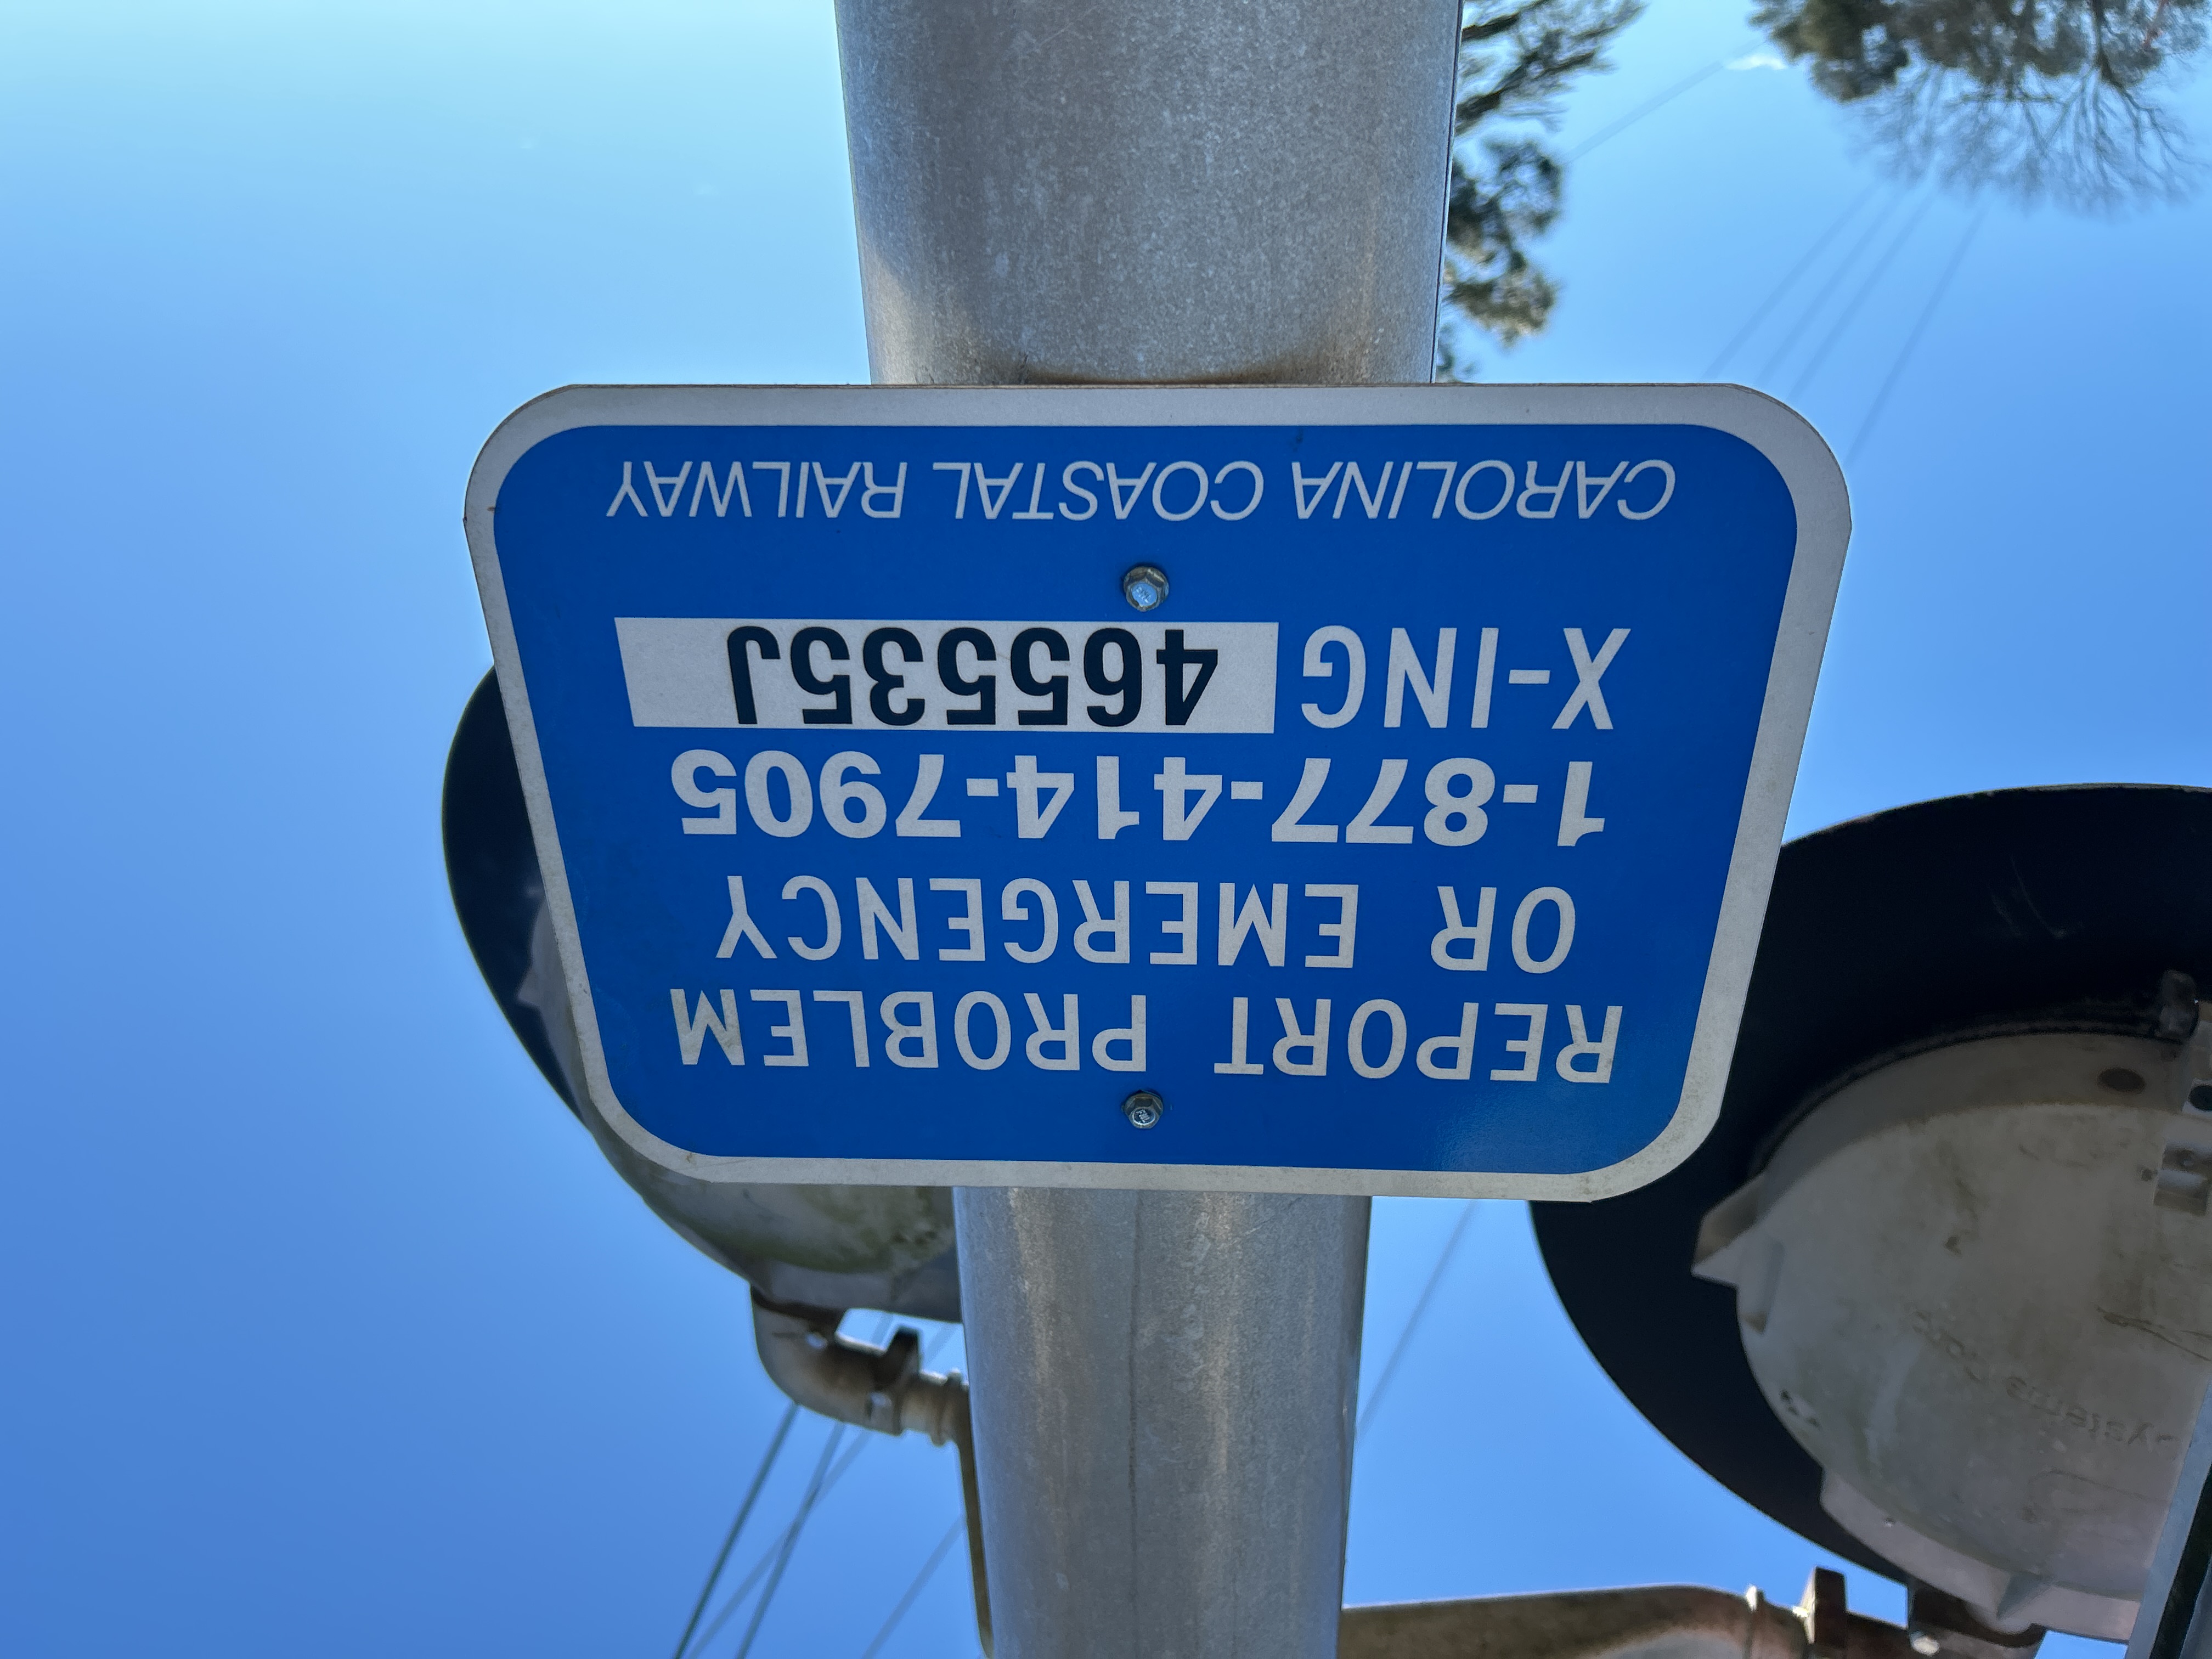 REPORT PROBLEM
OR EMERGENCY
1-877-414-7905
X-ING 465535J
CAROLINA COASTAL RAILWAY